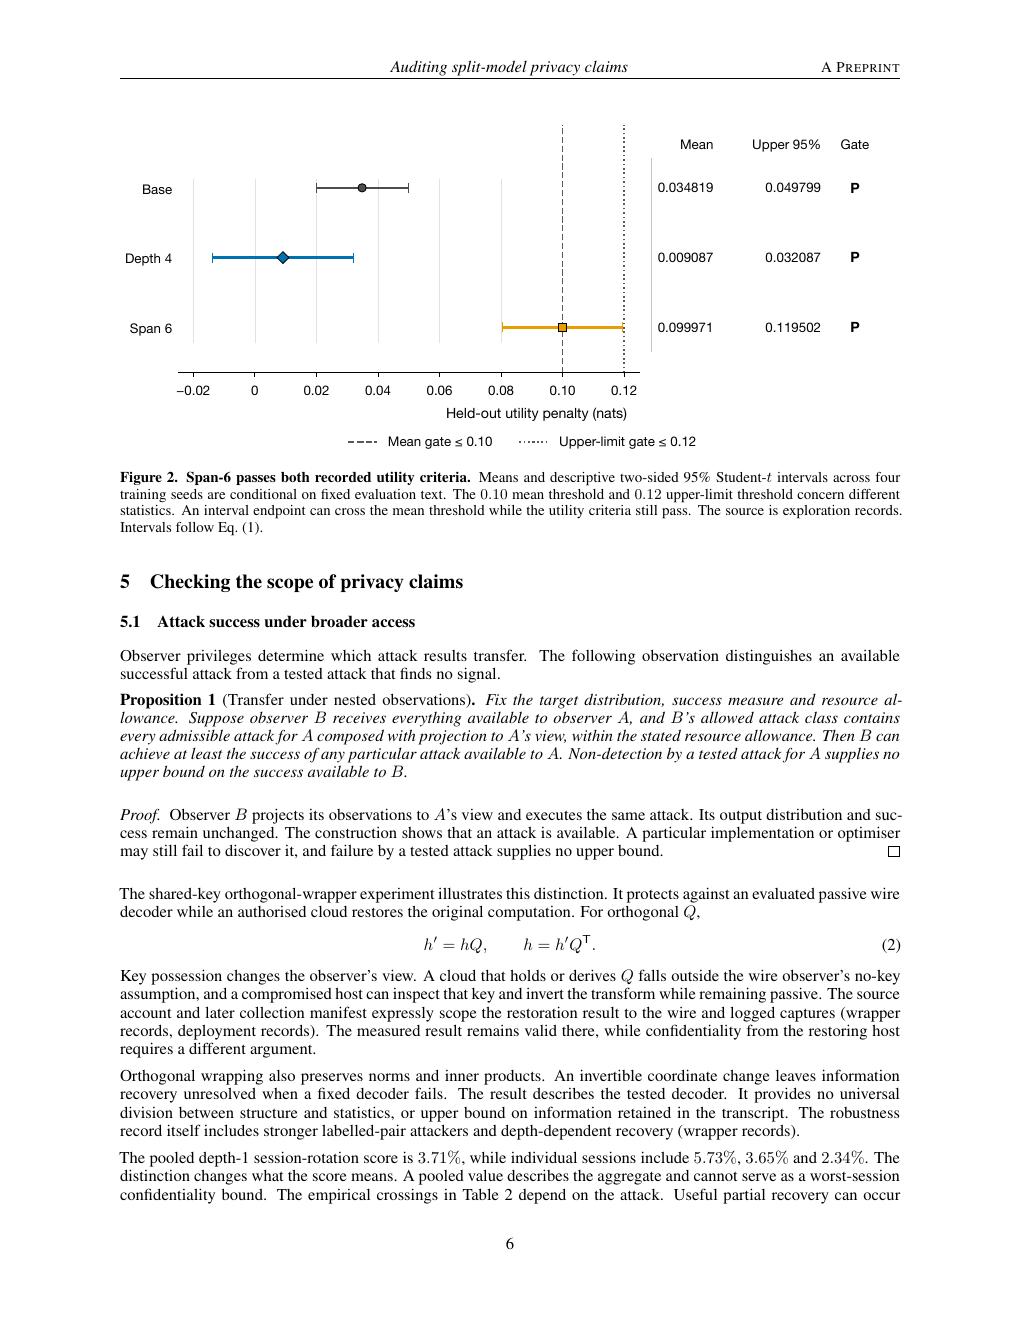 Auditing split-model privacy claims A PREPRINT
Mean Upper 95% Gate
Base 0.034819 0.049799 P
Depth 4 0.009087 0.032087 P
Span 6 0.099971 0.119502 P
−0.02 0 0.02 0.04 0.06 0.08 0.10 0.12
Held-out utility penalty (nats)
Mean gate ≤ 0.10 Upper-limit gate ≤ 0.12
Figure 2. Span-6 passes both recorded utility criteria. Means and descriptive two-sided 95% Student-t intervals across four
training seeds are conditional on fixed evaluation text. The 0.10 mean threshold and 0.12 upper-limit threshold concern different
statistics. An interval endpoint can cross the mean threshold while the utility criteria still pass. The source is exploration records.
Intervals follow Eq. (1).
5 Checking the scope of privacy claims
5.1 Attack success under broader access
Observer privileges determine which attack results transfer. The following observation distinguishes an available
successful attack from a tested attack that finds no signal.
Proposition 1 (Transfer under nested observations). Fix the target distribution, success measure and resource al-
lowance. Suppose observer B receives everything available to observer A, and B's allowed attack class contains
every admissible attack for A composed with projection to A's view, within the stated resource allowance. Then B can
achieve at least the success of any particular attack available to A. Non-detection by a tested attack for A supplies no
upper bound on the success available to B.
Proof. Observer B projects its observations to A's view and executes the same attack. Its output distribution and suc-
cess remain unchanged. The construction shows that an attack is available. A particular implementation or optimiser
may still fail to discover it, and failure by a tested attack supplies no upper bound. □
The shared-key orthogonal-wrapper experiment illustrates this distinction. It protects against an evaluated passive wire
decoder while an authorised cloud restores the original computation. For orthogonal Q,
h′ = hQ, h = h′Qᵀ. (2)
Key possession changes the observer's view. A cloud that holds or derives Q falls outside the wire observer's no-key
assumption, and a compromised host can inspect that key and invert the transform while remaining passive. The source
account and later collection manifest expressly scope the restoration result to the wire and logged captures (wrapper
records, deployment records). The measured result remains valid there, while confidentiality from the restoring host
requires a different argument.
Orthogonal wrapping also preserves norms and inner products. An invertible coordinate change leaves information
recovery unresolved when a fixed decoder fails. The result describes the tested decoder. It provides no universal
division between structure and statistics, or upper bound on information retained in the transcript. The robustness
record itself includes stronger labelled-pair attackers and depth-dependent recovery (wrapper records).
The pooled depth-1 session-rotation score is 3.71%, while individual sessions include 5.73%, 3.65% and 2.34%. The
distinction changes what the score means. A pooled value describes the aggregate and cannot serve as a worst-session
confidentiality bound. The empirical crossings in Table 2 depend on the attack. Useful partial recovery can occur
6